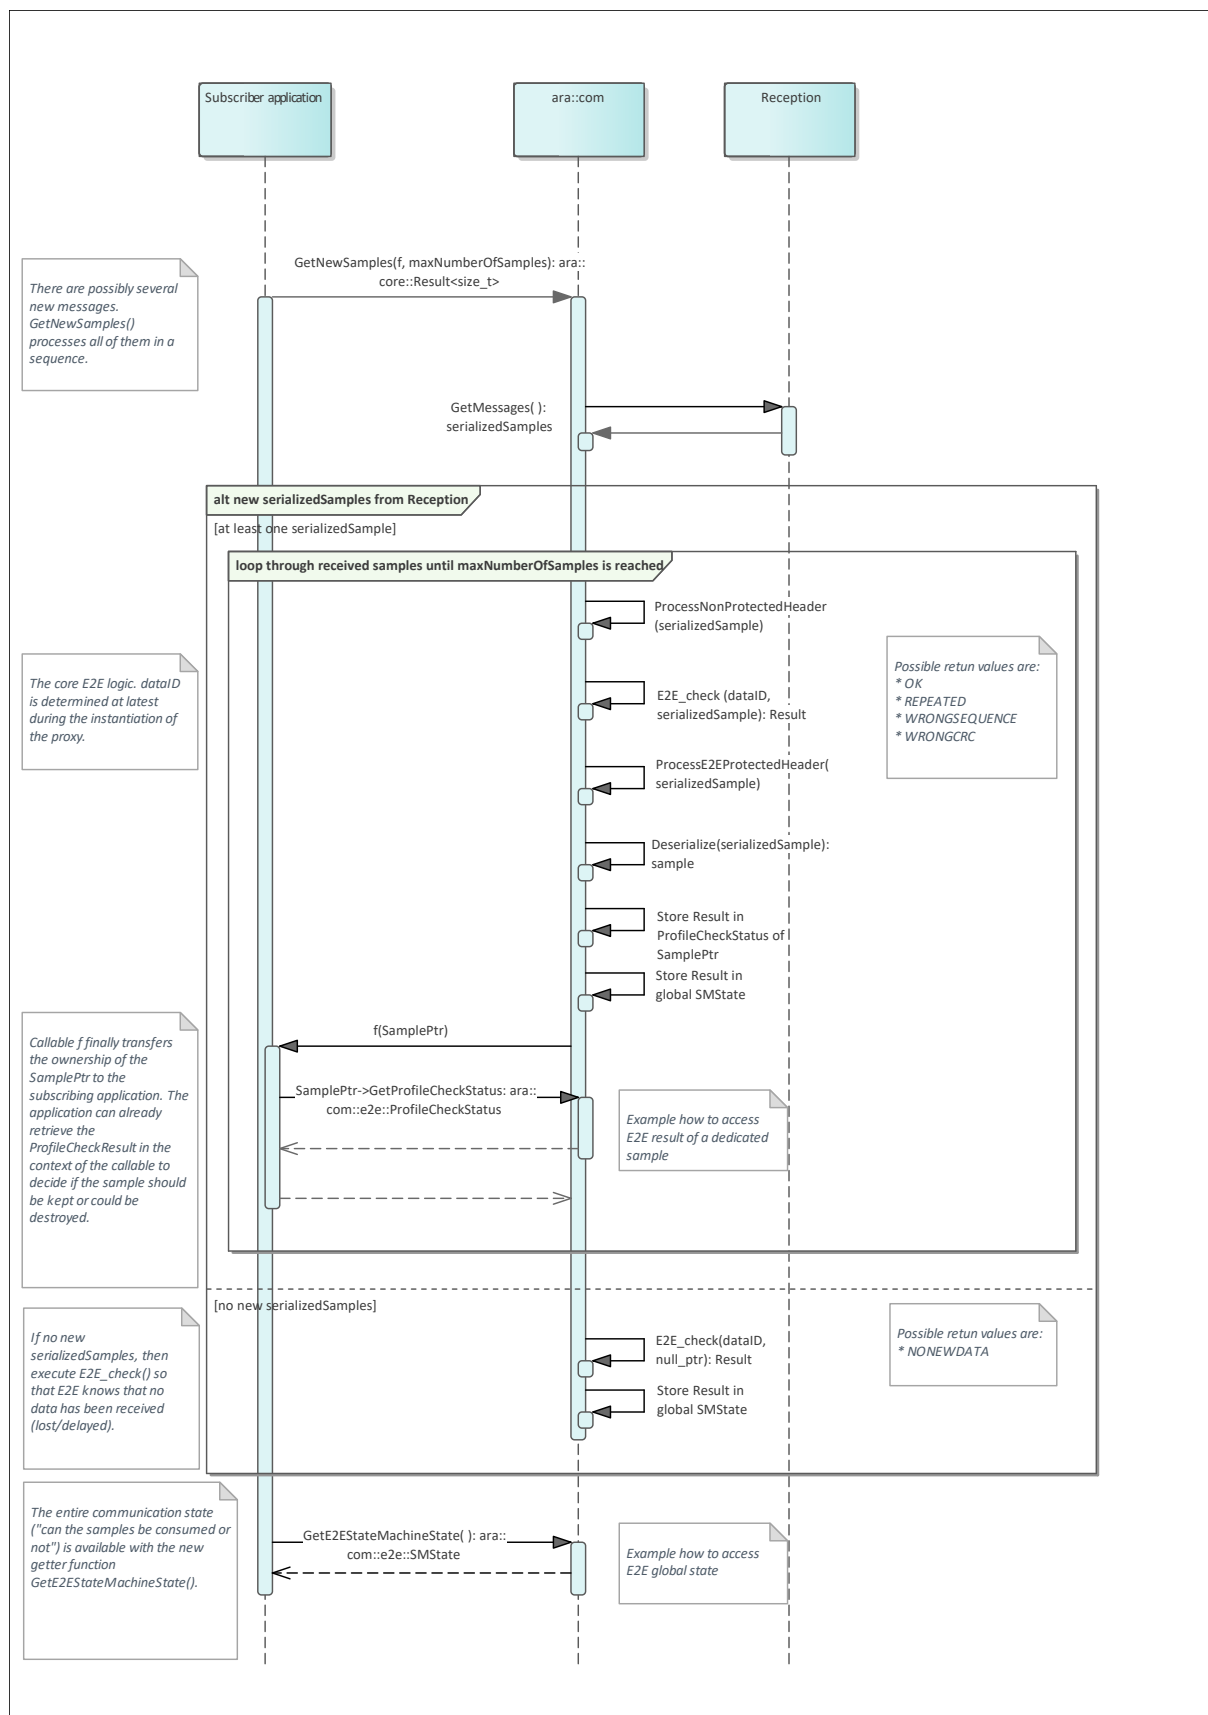 Subscriber application
ara::com
Reception
GetNewSamples(f, maxNumberOfSamples): ara::
core::Result<size_t>
There are possibly several
new messages.
GetNewSamples()
processes all of them in a
sequence.
GetMessages( ):
serializedSamples
alt new serializedSamples from Reception
[at least one serializedSample]
loop through received samples until maxNumberOfSamples is reached
ProcessNonProtectedHeader
(serializedSample)
The core E2E logic. dataID
is determined at latest
during the instantiation of
the proxy.
E2E_check (dataID,
serializedSample): Result
Possible retun values are:
* OK
* REPEATED
* WRONGSEQUENCE
* WRONGCRC
ProcessE2EProtectedHeader(
serializedSample)
Deserialize(serializedSample):
sample
Store Result in
ProfileCheckStatus of
SamplePtr
Store Result in
global SMState
f(SamplePtr)
Callable f finally transfers
the ownership of the
SamplePtr to the
subscribing application. The
application can already
retrieve the
ProfileCheckResult in the
context of the callable to
decide if the sample should
be kept or could be
destroyed.
SamplePtr->GetProfileCheckStatus: ara::
com::e2e::ProfileCheckStatus
Example how to access
E2E result of a dedicated
sample
[no new serializedSamples]
If no new
serializedSamples, then
execute E2E_check() so
that E2E knows that no
data has been received
(lost/delayed).
E2E_check(dataID,
null_ptr): Result
Possible retun values are:
* NONEWDATA
Store Result in
global SMState
The entire communication state
("can the samples be consumed or
not") is available with the new
getter function
GetE2EStateMachineState().
GetE2EStateMachineState( ): ara::
com::e2e::SMState
Example how to access
E2E global state